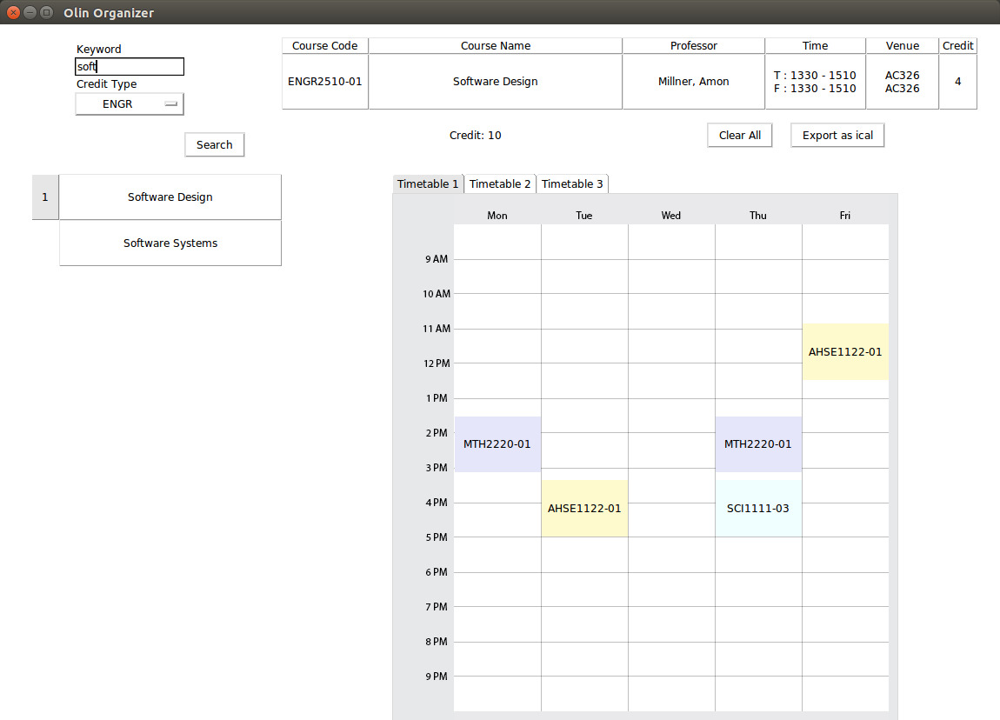 Olin Organizer
Keyword
soft
Credit Type
ENGR
Search
1 Software Design
Software Systems
Course Code Course Name Professor Time Venue Credit
ENGR2510-01 Software Design Millner, Amon T : 1330 - 1510 AC326 4
F : 1330 - 1510 AC326
Credit: 10 Clear All Export as ical
Timetable 1 Timetable 2 Timetable 3
Mon Tue Wed Thu Fri
9 AM
10 AM
11 AM
AHSE1122-01
12 PM
1 PM
2 PM
MTH2220-01 MTH2220-01
3 PM
4 PM
AHSE1122-01 SCI1111-03
5 PM
6 PM
7 PM
8 PM
9 PM